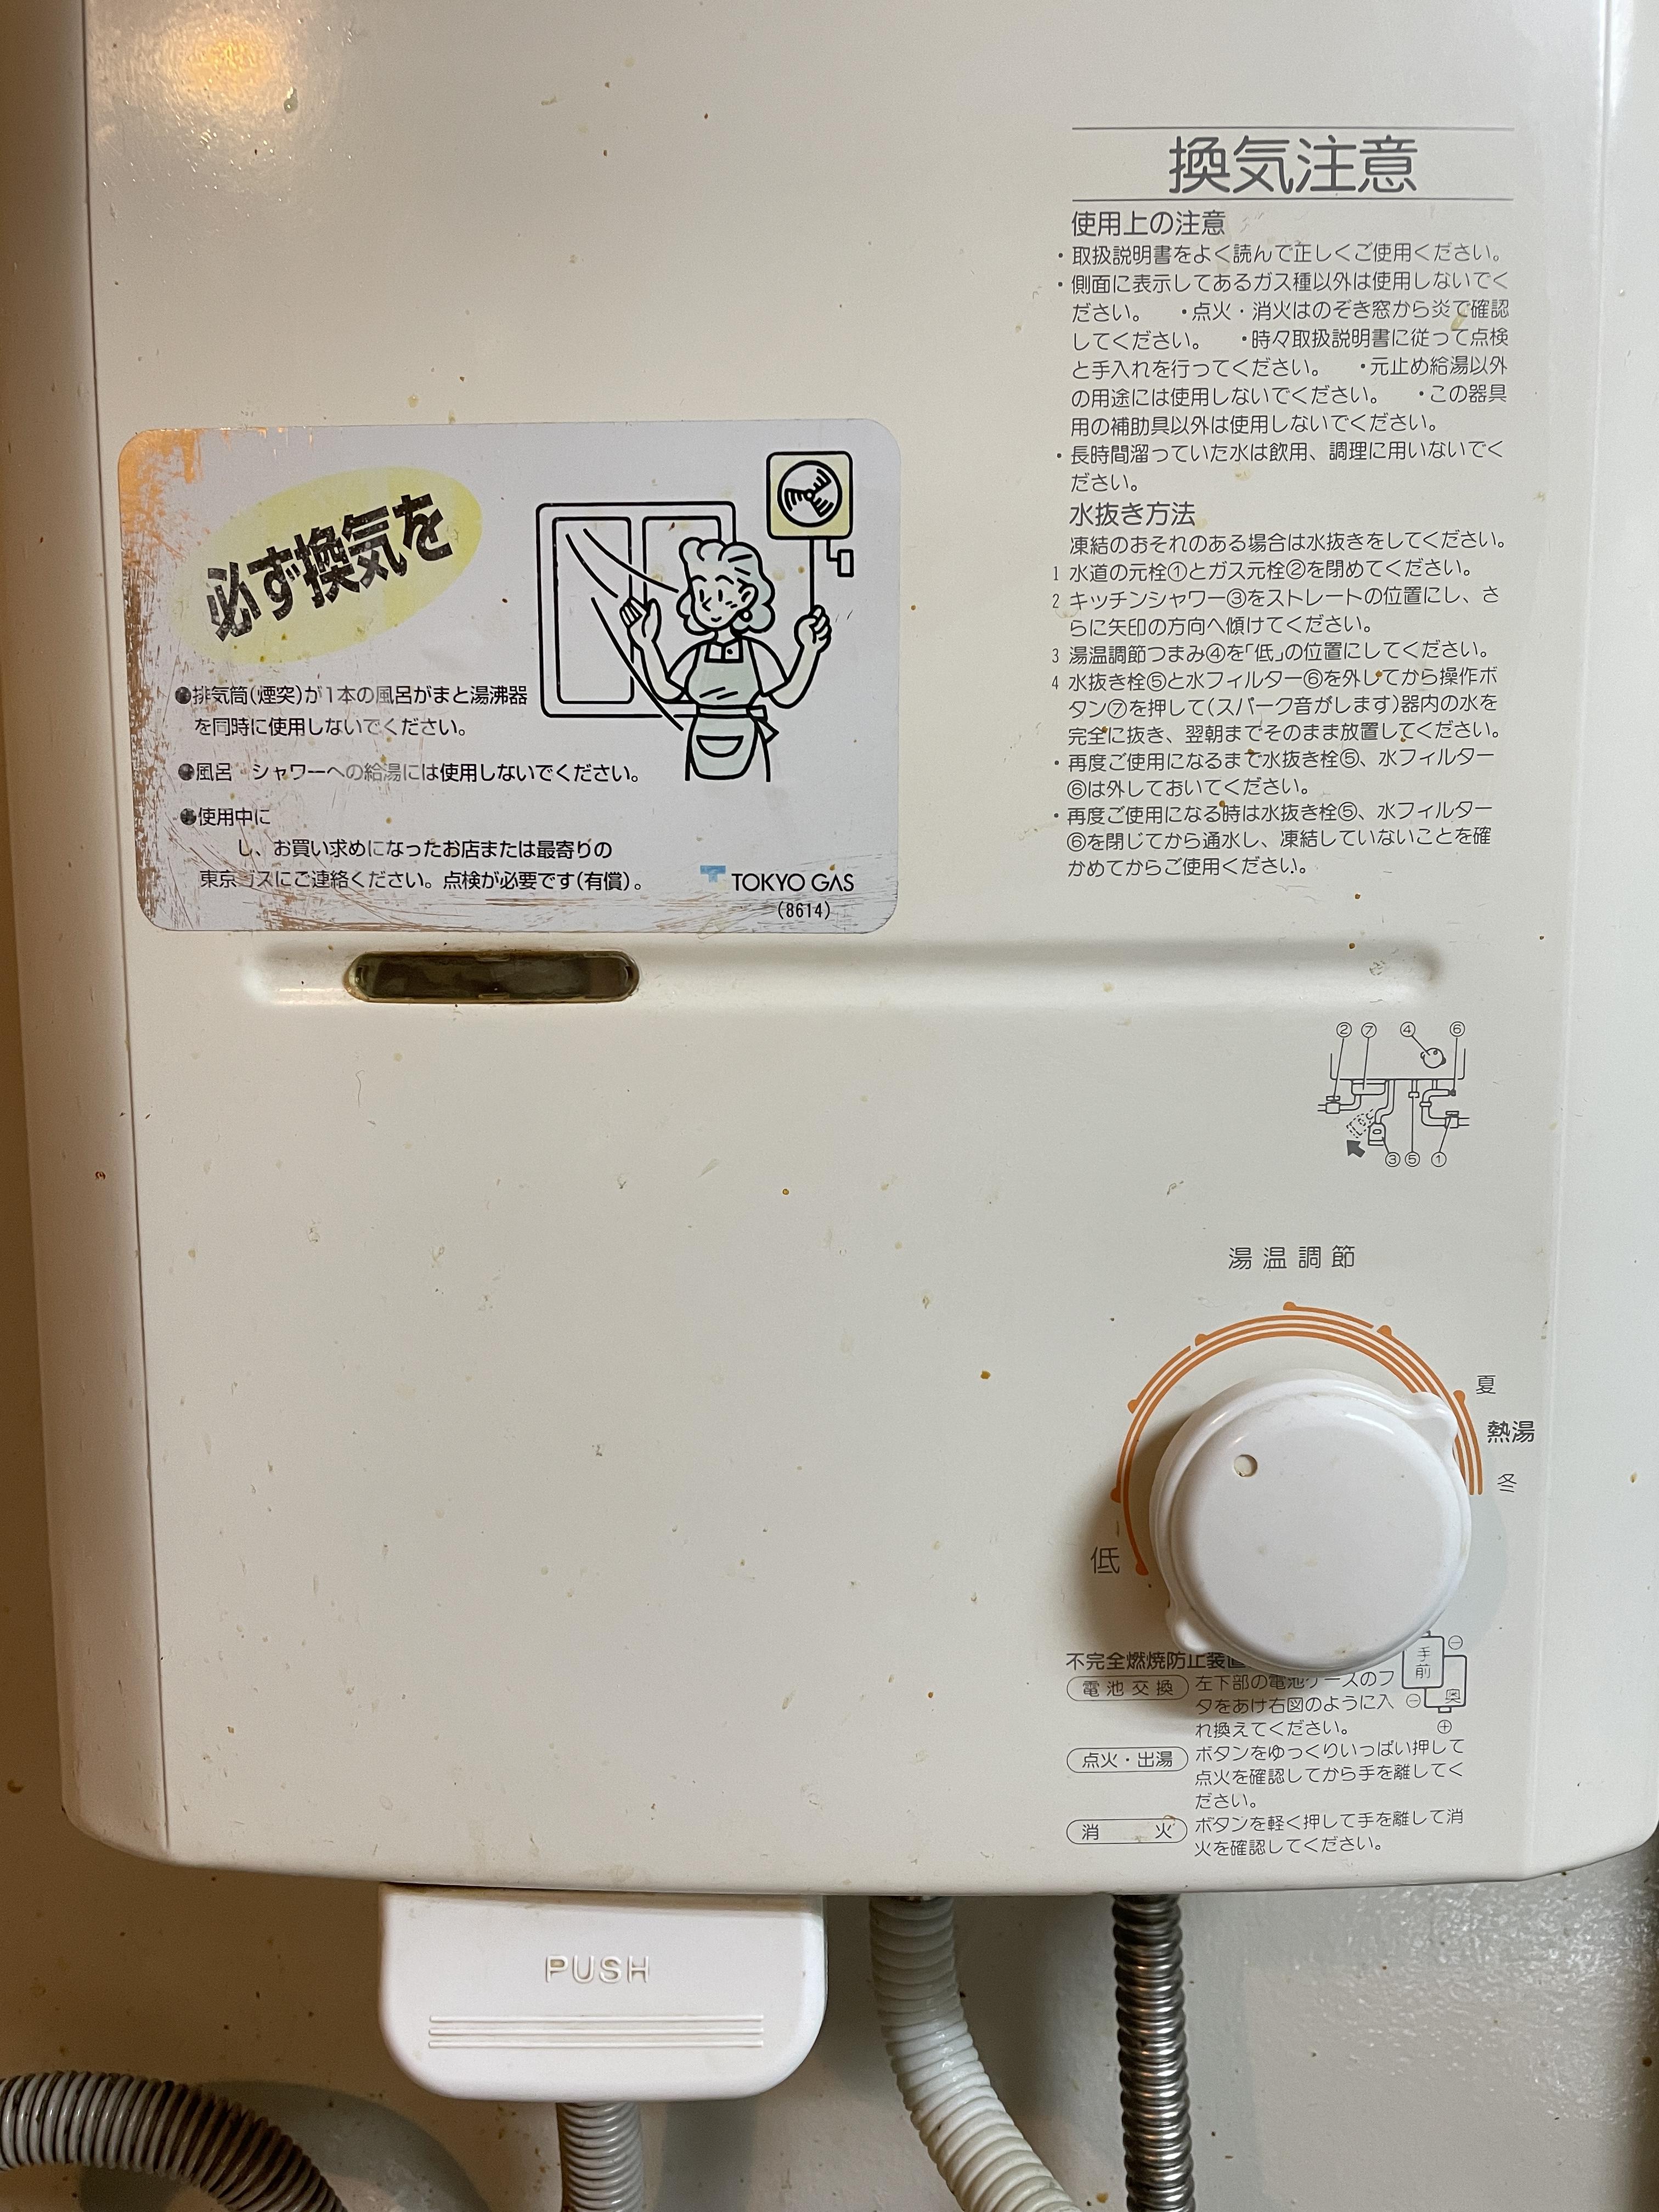 換気注意
使用上の注意
・取扱説明書をよく読んで正しくご使用ください。
・側面に表示してあるガス種以外は使用しないでく
ださい。 ・点火・消火はのぞき窓から炎で確認
してください。 ・時々取扱説明書に従って点検
と手入れを行ってください。 ・元止め給湯以外
の用途には使用しないでください。 ・この器具
用の補助具以外は使用しないでください。
・長時間溜っていた水は飲用、調理に用いないでく
ださい。
水抜き方法
凍結のおそれのある場合は水抜きをしてください。
1 水道の元栓①とガス元栓②を閉めてください。
2 キッチンシャワー③をストレートの位置にし、さ
らに矢印の方向へ傾けてください。
3 湯温調節つまみ④を「低」の位置にしてください。
4 水抜き栓⑤と水フィルター⑥を外してから操作ボ
タン⑦を押して(スパーク音がします)器内の水を
完全に抜き、翌朝までそのまま放置してください。
・再度ご使用になるまで水抜き栓⑤、水フィルター
⑥は外しておいてください。
・再度ご使用になる時は水抜き栓⑤、水フィルター
⑥を閉じてから通水し、凍結していないことを確
かめてからご使用ください。
必ず換気を
●排気筒(煙突)が1本の風呂がまと湯沸器
を同時に使用しないでください。
●風呂 シャワーへの給湯には使用しないでください。
●使用中に
し、お買い求めになったお店または最寄りの
東京ガスにご連絡ください。点検が必要です(有償)。
TOKYO GAS
(8614)
② ⑦ ④ ⑥
③ ⑤ ①
湯温調節
夏
熱湯
冬
低
不完全燃焼防止装置
電池交換 左下部の電池ケースのフ
タをあけ右図のように入
れ換えてください。
手前
奥
⊖
⊖
⊕
点火・出湯 ボタンをゆっくりいっぱい押して
点火を確認してから手を離してく
ださい。
消 火 ボタンを軽く押して手を離して消
火を確認してください。
PUSH